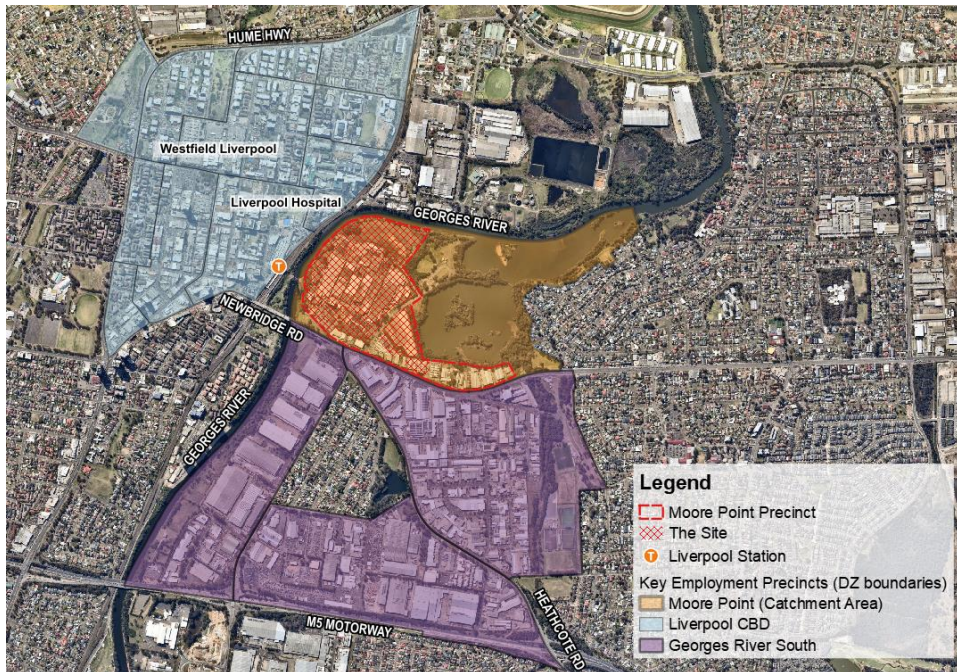 HUME HWY
Westfield Liverpool
Liverpool Hospital
GEORGES RIVER
T
NEWBRIDGE RD
GEORGES RIVER
M5 MOTORWAY
HEATHCOTE RD
Legend
Moore Point Precinct
The Site
T Liverpool Station
Key Employment Precincts (DZ boundaries)
Moore Point (Catchment Area)
Liverpool CBD
Georges River South